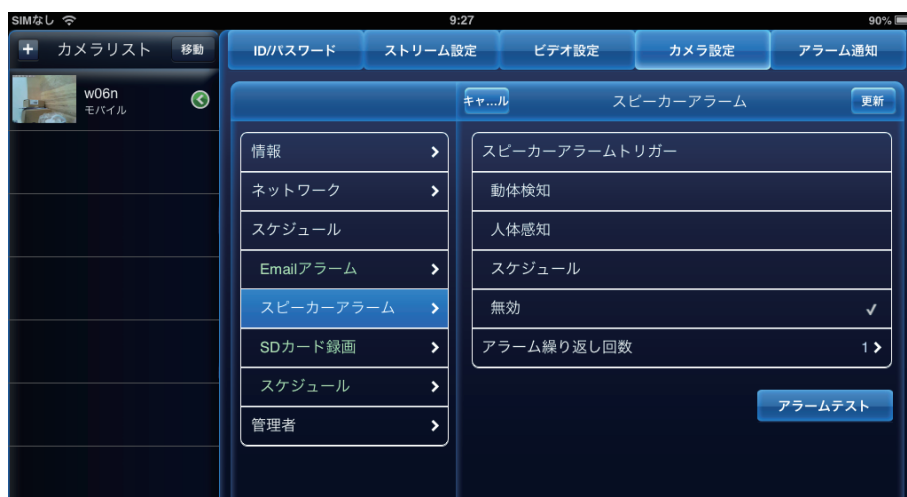 SIMなし 9:27 90%
+ カメラリスト 移動
w06n
モバイル
ID/パスワード ストリーム設定 ビデオ設定 カメラ設定 アラーム通知
キャ...ル スピーカーアラーム 更新
情報
ネットワーク
スケジュール
Emailアラーム
スピーカーアラーム
SDカード録画
スケジュール
管理者
スピーカーアラームトリガー
動体検知
人体感知
スケジュール
無効
アラーム繰り返し回数 1
アラームテスト